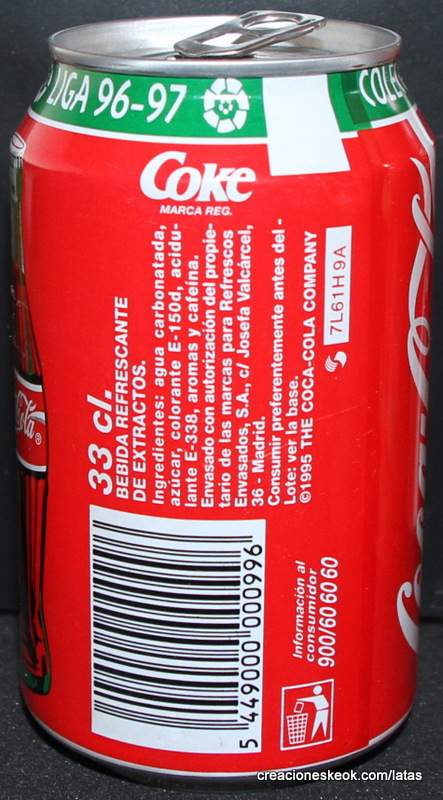 LIGA 96-97
COLE
Coke
MARCA REG.
Cola®
33 cl.
BEBIDA REFRESCANTE
DE EXTRACTOS.
Ingredientes: agua carbonatada,
azúcar, colorante E-150d, acidu-
lante E-338, aromas y cafeína.
Envasado con autorización del propie-
tario de las marcas para Refrescos
Envasados, S.A., c/ Josefa Valcárcel,
36 - Madrid.
Consumir preferentemente antes del -
Lote: ver la base.
©1995 THE COCA-COLA COMPANY
7L61H9A
5 449000 000996
Información al
consumidor
900/60 60 60
creacioneskeok.com/latas